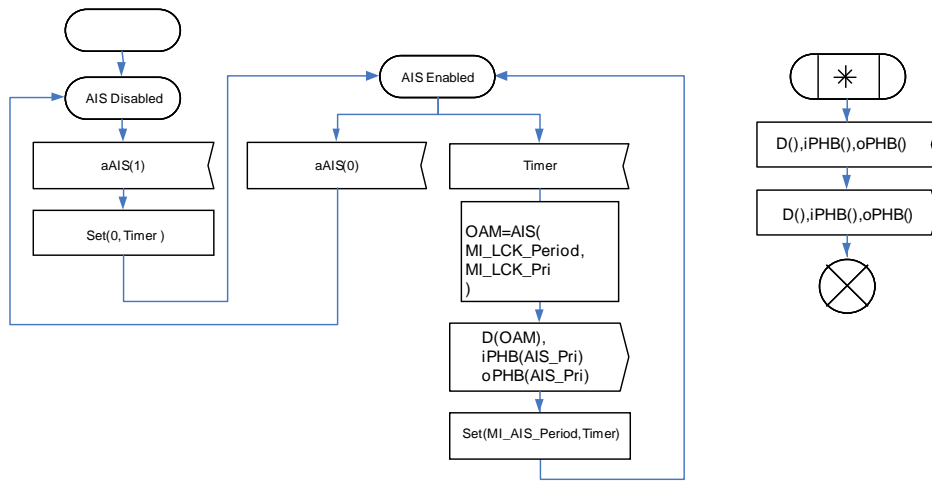 AIS Disabled
aAIS(1)
Set(0,Timer )
AIS Enabled
aAIS(0)
Timer
OAM=AIS(
MI_LCK_Period,
MI_LCK_Pri
)
D(OAM),
iPHB(AIS_Pri)
oPHB(AIS_Pri)
Set(MI_AIS_Period,Timer)
D(),iPHB(),oPHB()
D(),iPHB(),oPHB()